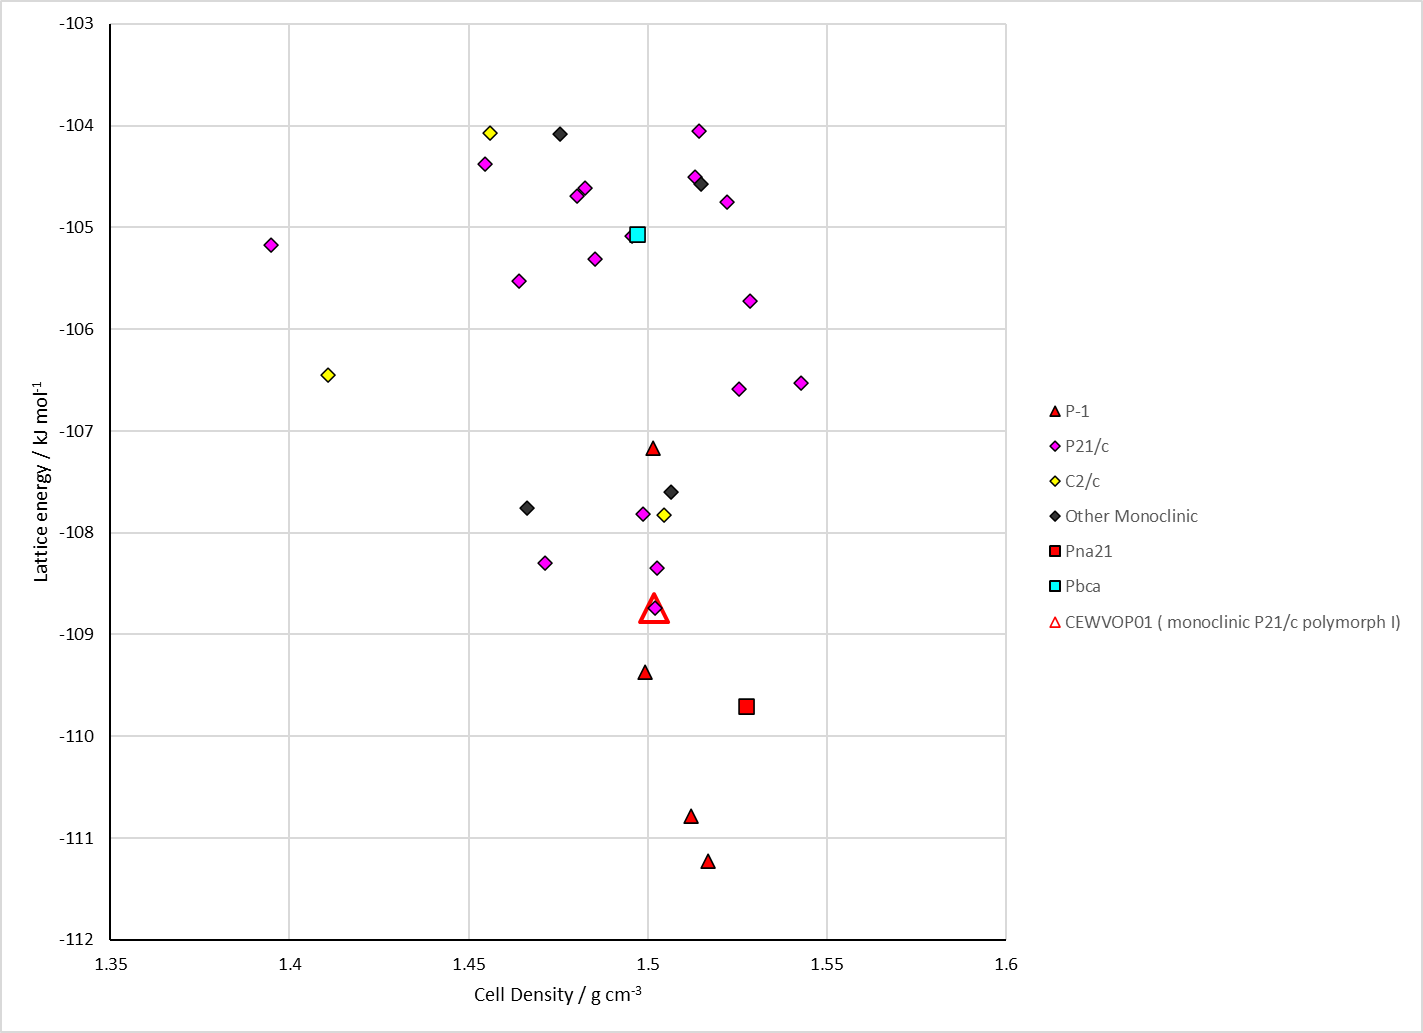 -103
-104
-105
-106
-107
-108
-109
-110
-111
-112
Lattice energy / kJ mol-1
1.35 1.4 1.45 1.5 1.55 1.6
Cell Density / g cm-3
P-1
P21/c
C2/c
Other Monoclinic
Pna21
Pbca
CEWVOP01 ( monoclinic P21/c polymorph I)